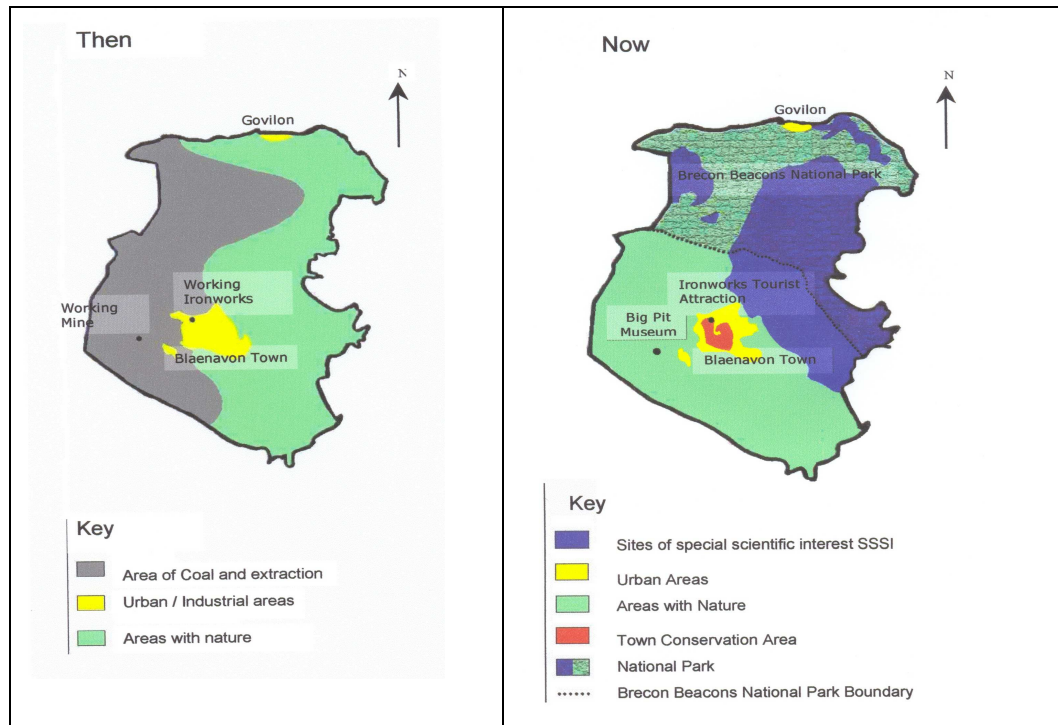 Then
N
Govilon
Working
Ironworks
Working
Mine
Blaenavon Town
Key
Area of Coal and extraction
Urban / Industrial areas
Areas with nature
Now
N
Govilon
Brecon Beacons National Park
Ironworks Tourist
Attraction
Big Pit
Museum
Blaenavon Town
Key
Sites of special scientific interest SSSI
Urban Areas
Areas with Nature
Town Conservation Area
National Park
Brecon Beacons National Park Boundary